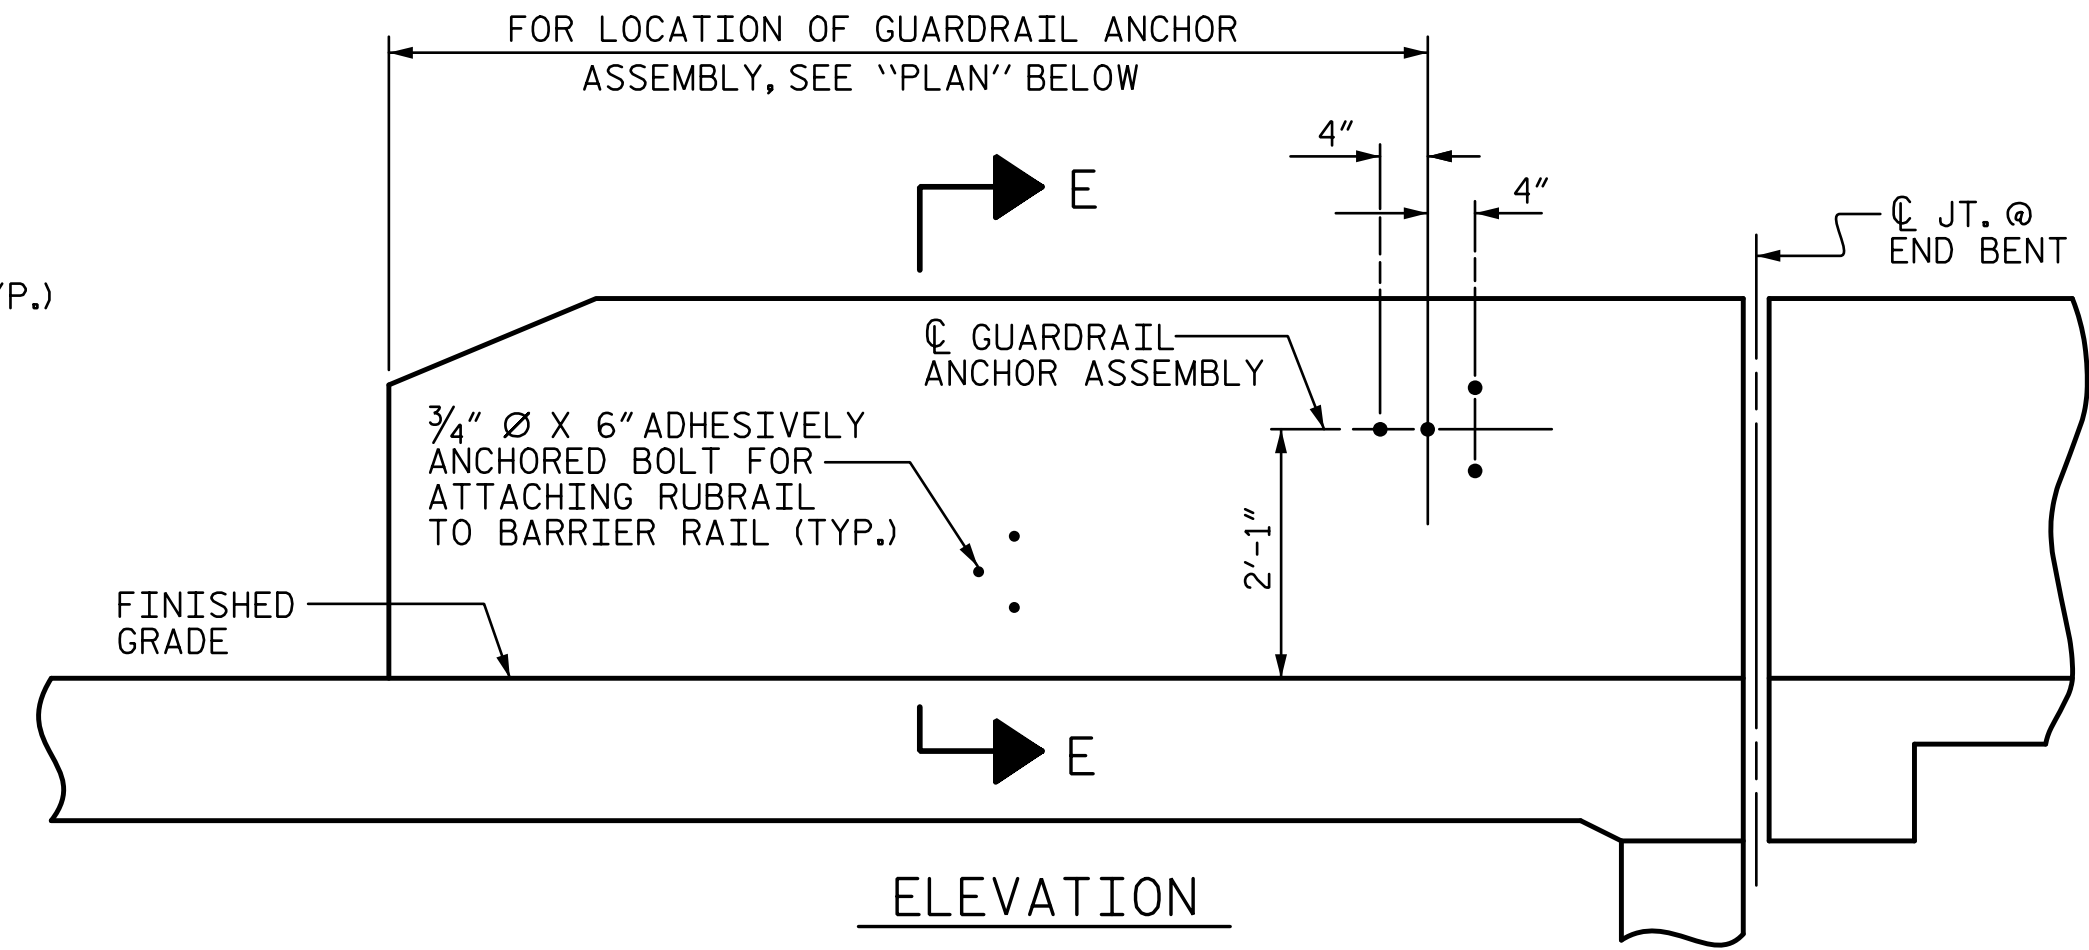 FOR LOCATION OF GUARDRAIL ANCHOR
ASSEMBLY, SEE "PLAN" BELOW
4"
E
4"
℄ JT. @
END BENT
YP.)
℄ GUARDRAIL
ANCHOR ASSEMBLY
3/4" Ø X 6" ADHESIVELY
ANCHORED BOLT FOR
ATTACHING RUBRAIL
TO BARRIER RAIL (TYP.)
2'-1"
FINISHED
GRADE
E
ELEVATION